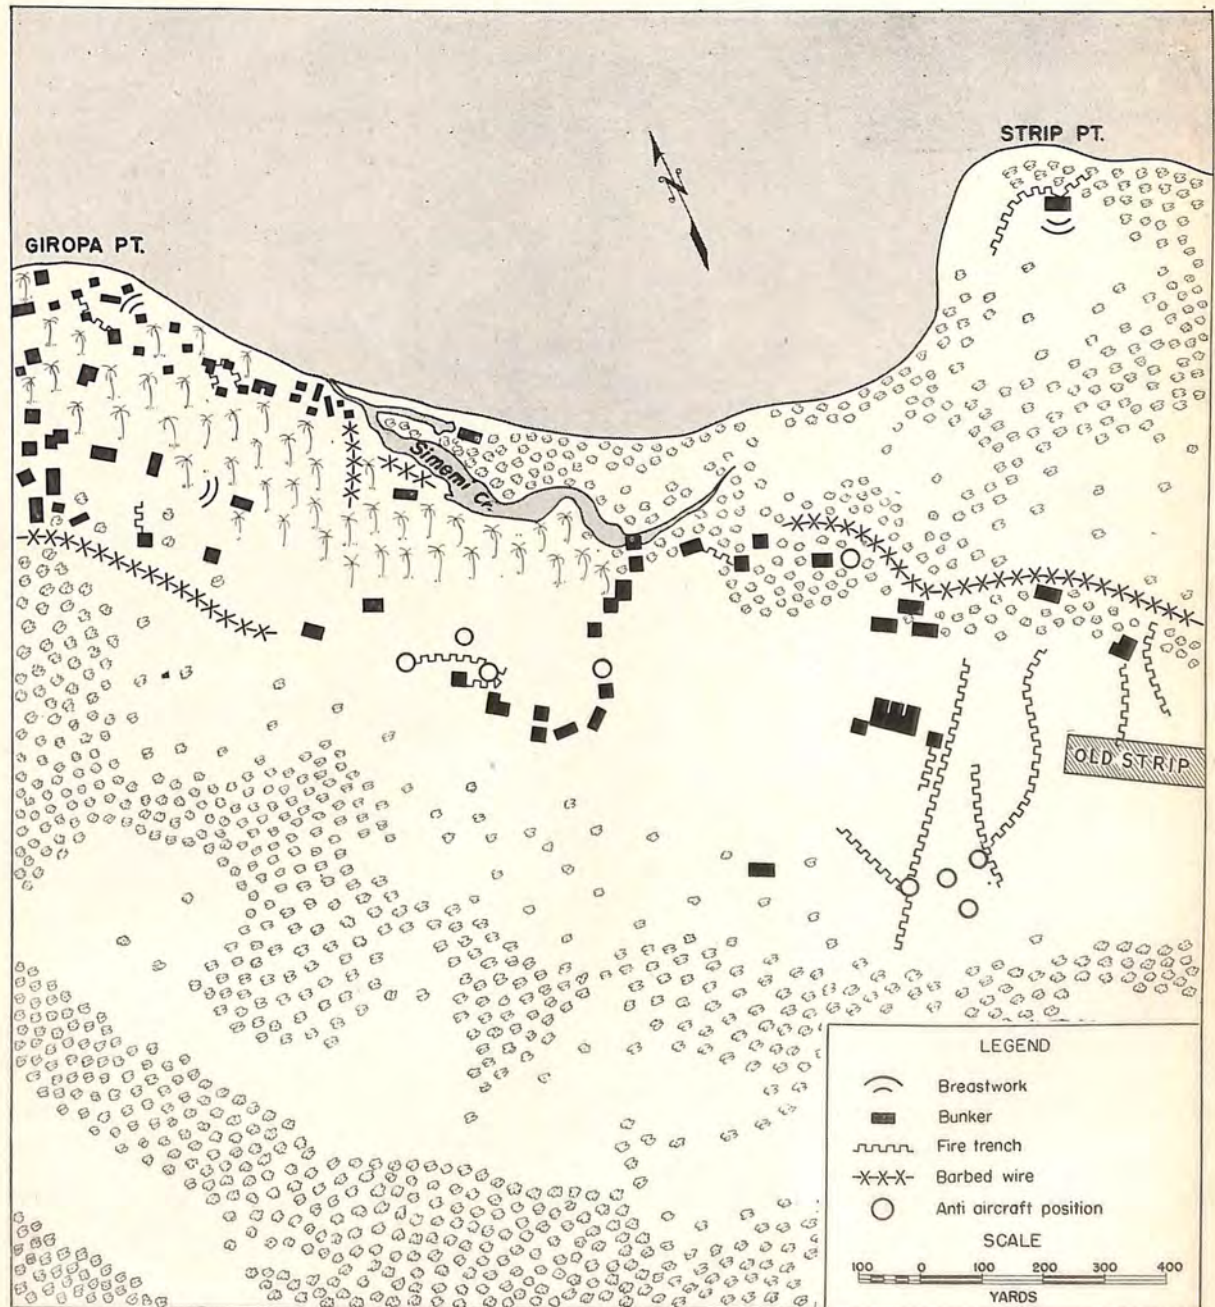 STRIP PT.
N
GIROPA PT.
Simemi Cr.
OLD STRIP
LEGEND
Breastwork
Bunker
Fire trench
Barbed wire
Anti aircraft position
SCALE
100 0 100 200 300 400
YARDS